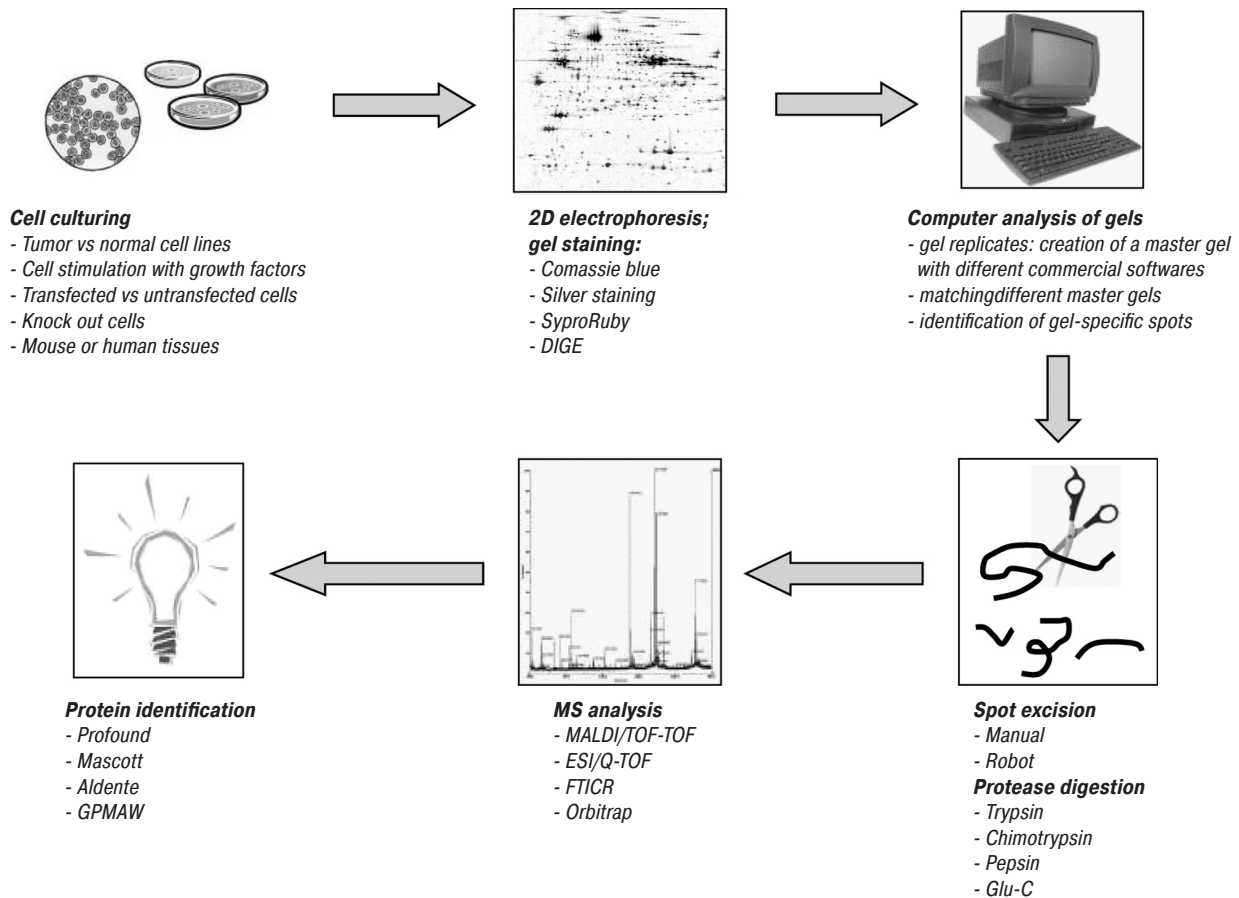 Cell culturing
- Tumor vs normal cell lines
- Cell stimulation with growth factors
- Transfected vs untransfected cells
- Knock out cells
- Mouse or human tissues
2D electrophoresis;
gel staining:
- Comassie blue
- Silver staining
- SyproRuby
- DIGE
Computer analysis of gels
- gel replicates: creation of a master gel
with different commercial softwares
- matchingdifferent master gels
- identification of gel-specific spots
Protein identification
- Profound
- Mascott
- Aldente
- GPMAW
MS analysis
- MALDI/TOF-TOF
- ESI/Q-TOF
- FTICR
- Orbitrap
Spot excision
- Manual
- Robot
Protease digestion
- Trypsin
- Chimotrypsin
- Pepsin
- Glu-C